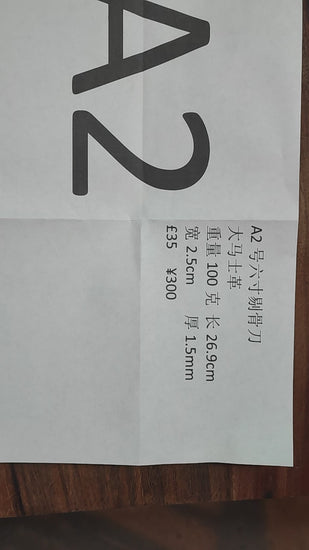 A2
A2 号六寸剔骨刀
大马士革
重量 100 克 长 26.9cm
宽 2.5cm 厚 1.5mm
£35 ¥300